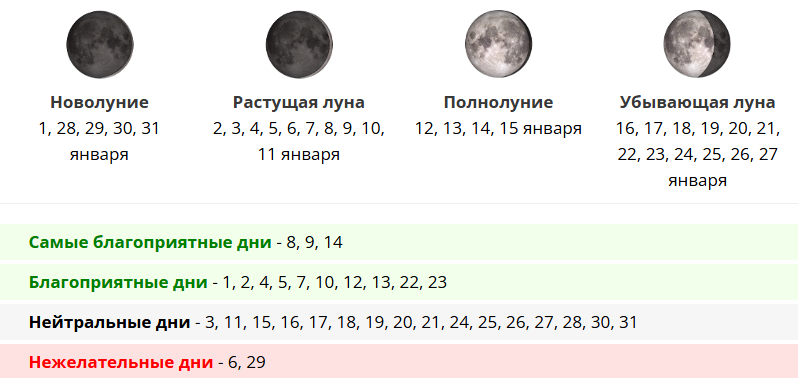 Новолуние
1, 28, 29, 30, 31
января
Растущая луна
2, 3, 4, 5, 6, 7, 8, 9, 10,
11 января
Полнолуние
12, 13, 14, 15 января
Убывающая луна
16, 17, 18, 19, 20, 21,
22, 23, 24, 25, 26, 27
января
Самые благоприятные дни - 8, 9, 14
Благоприятные дни - 1, 2, 4, 5, 7, 10, 12, 13, 22, 23
Нейтральные дни - 3, 11, 15, 16, 17, 18, 19, 20, 21, 24, 25, 26, 27, 28, 30, 31
Нежелательные дни - 6, 29